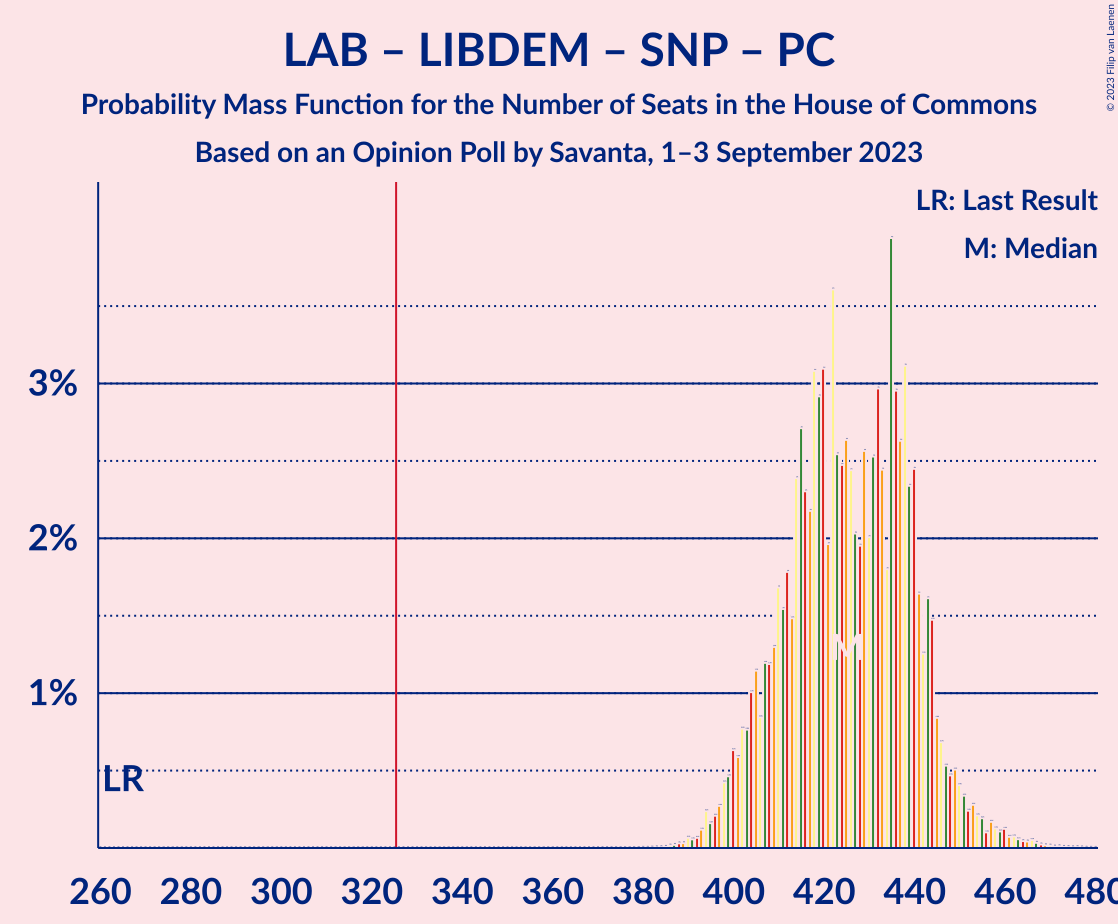 LAB – LIBDEM – SNP – PC
Probability Mass Function for the Number of Seats in the House of Commons
Based on an Opinion Poll by Savanta, 1–3 September 2023
© 2023 Filip van Laenen
LR: Last Result
M: Median
3%
2%
1%
M
LR
260 280 300 320 340 360 380 400 420 440 460 480